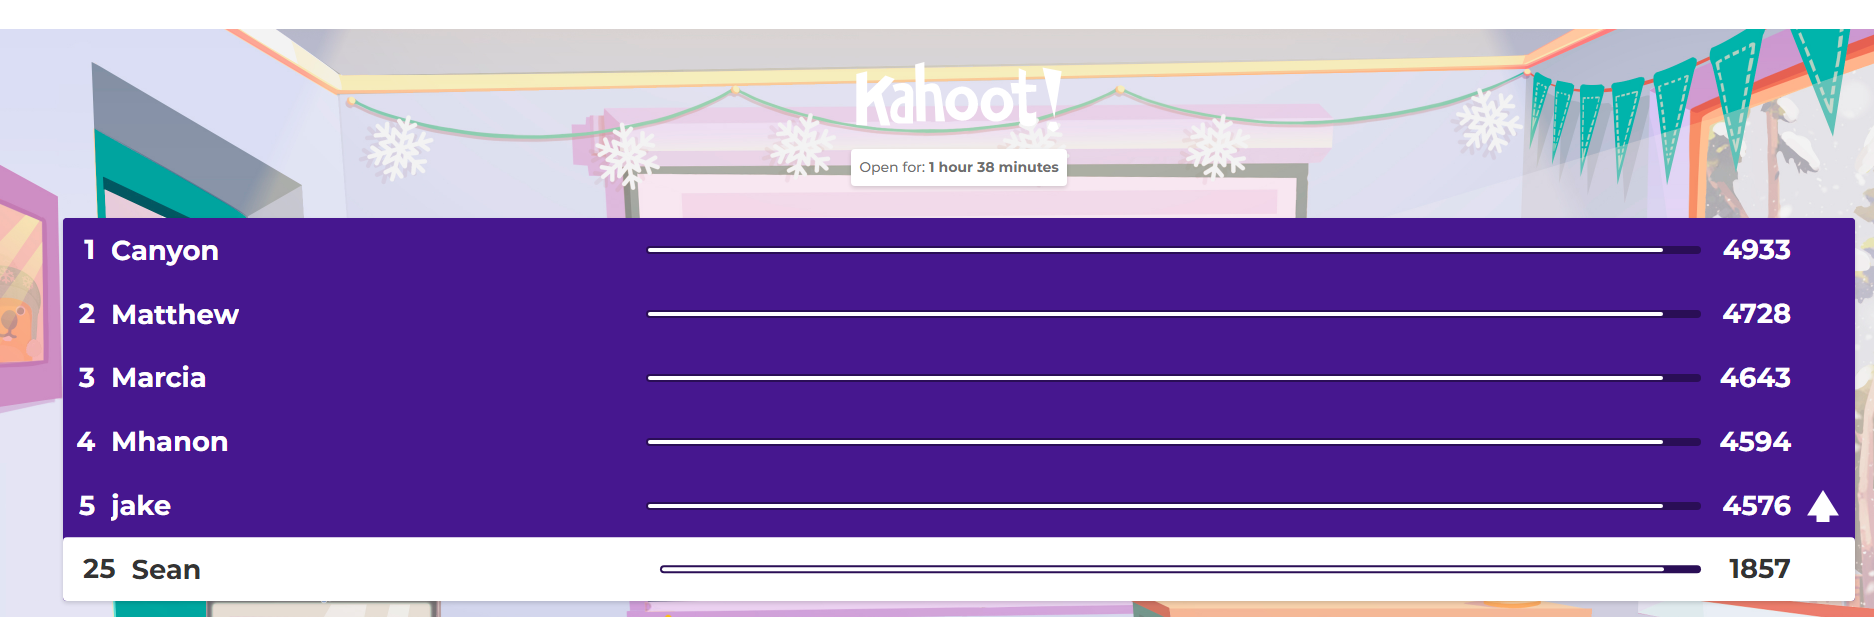 Kahoot!
Open for: 1 hour 38 minutes
1 Canyon 4933
2 Matthew 4728
3 Marcia 4643
4 Mhanon 4594
5 jake 4576
25 Sean 1857